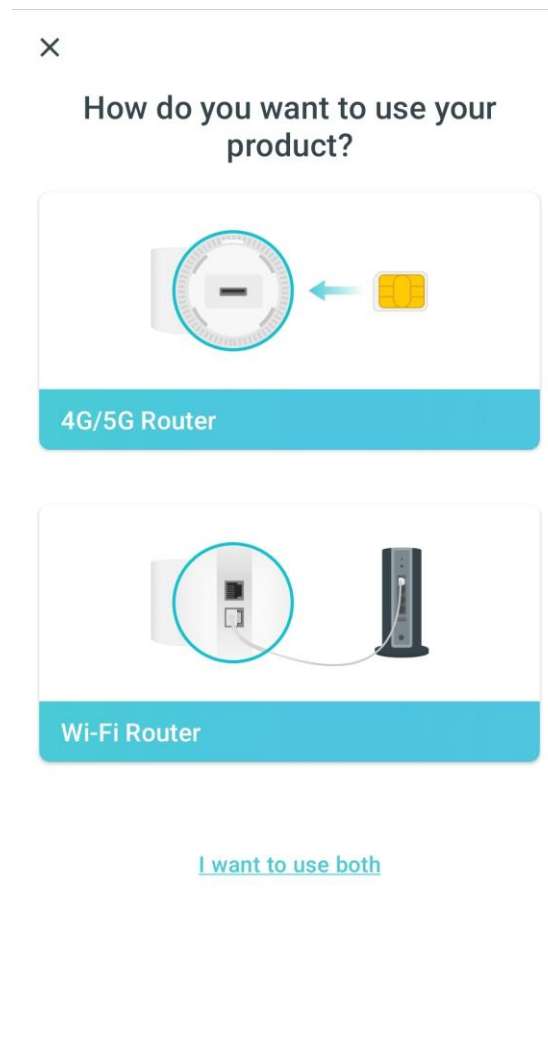 How do you want to use your
product?
4G/5G Router
Wi-Fi Router
I want to use both